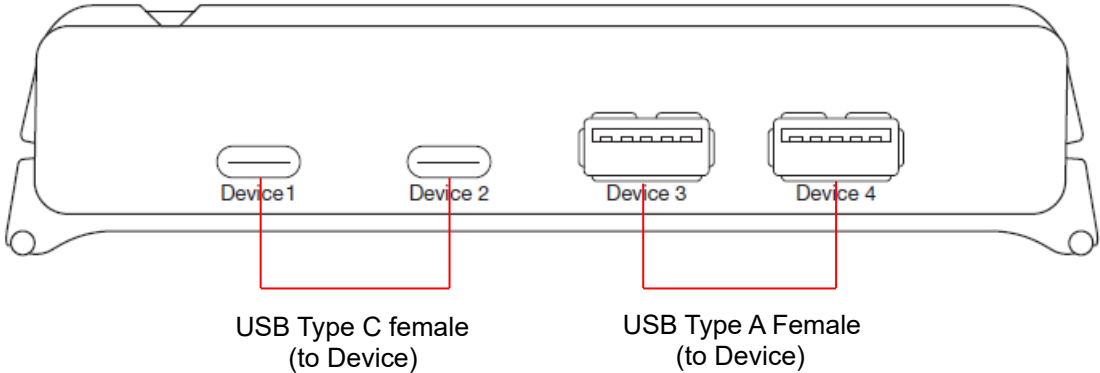 Device1
Device 2
Device 3
Device 4
USB Type C female
(to Device)
USB Type A Female
(to Device)